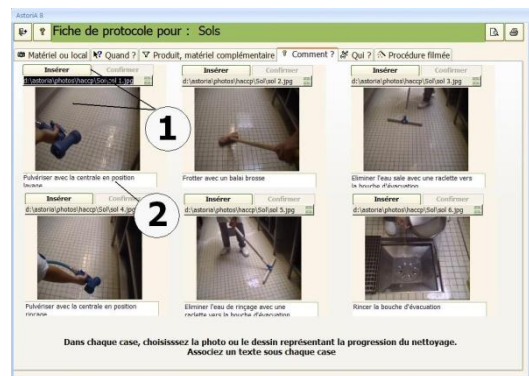 AstoriA 8
Fiche de protocole pour : Sols
Matériel ou local Quand ? Produit, matériel complémentaire Comment ? Qui ? Procédure filmée
Insérer Confirmer Insérer Confirmer Insérer Confirmer
d:\astoria\photos\haccp\Sol\sol 1.jpg d:\astoria\photos\haccp\Sol\sol 2.jpg d:\astoria\photos\haccp\Sol\sol 3.jpg
1
Pulvériser avec la centrale en position
lavage
Frotter avec un balai brosse
Eliminer l'eau sale avec une raclette vers
la bouche d'évacuation
2
Insérer Confirmer Insérer Confirmer Insérer Confirmer
d:\astoria\photos\haccp\Sol\sol 4.jpg d:\astoria\photos\haccp\Sol\sol 5.jpg d:\astoria\photos\haccp\Sol\sol 6.jpg
Pulvériser avec la centrale en position
rinçage
Eliminer l'eau de rinçage avec une
raclette vers la bouche d'évacuation
Rincer la bouche d'évacuation
Dans chaque case, choisisssez la photo ou le dessin représentant la progression du nettoyage.
Associez un texte sous chaque case